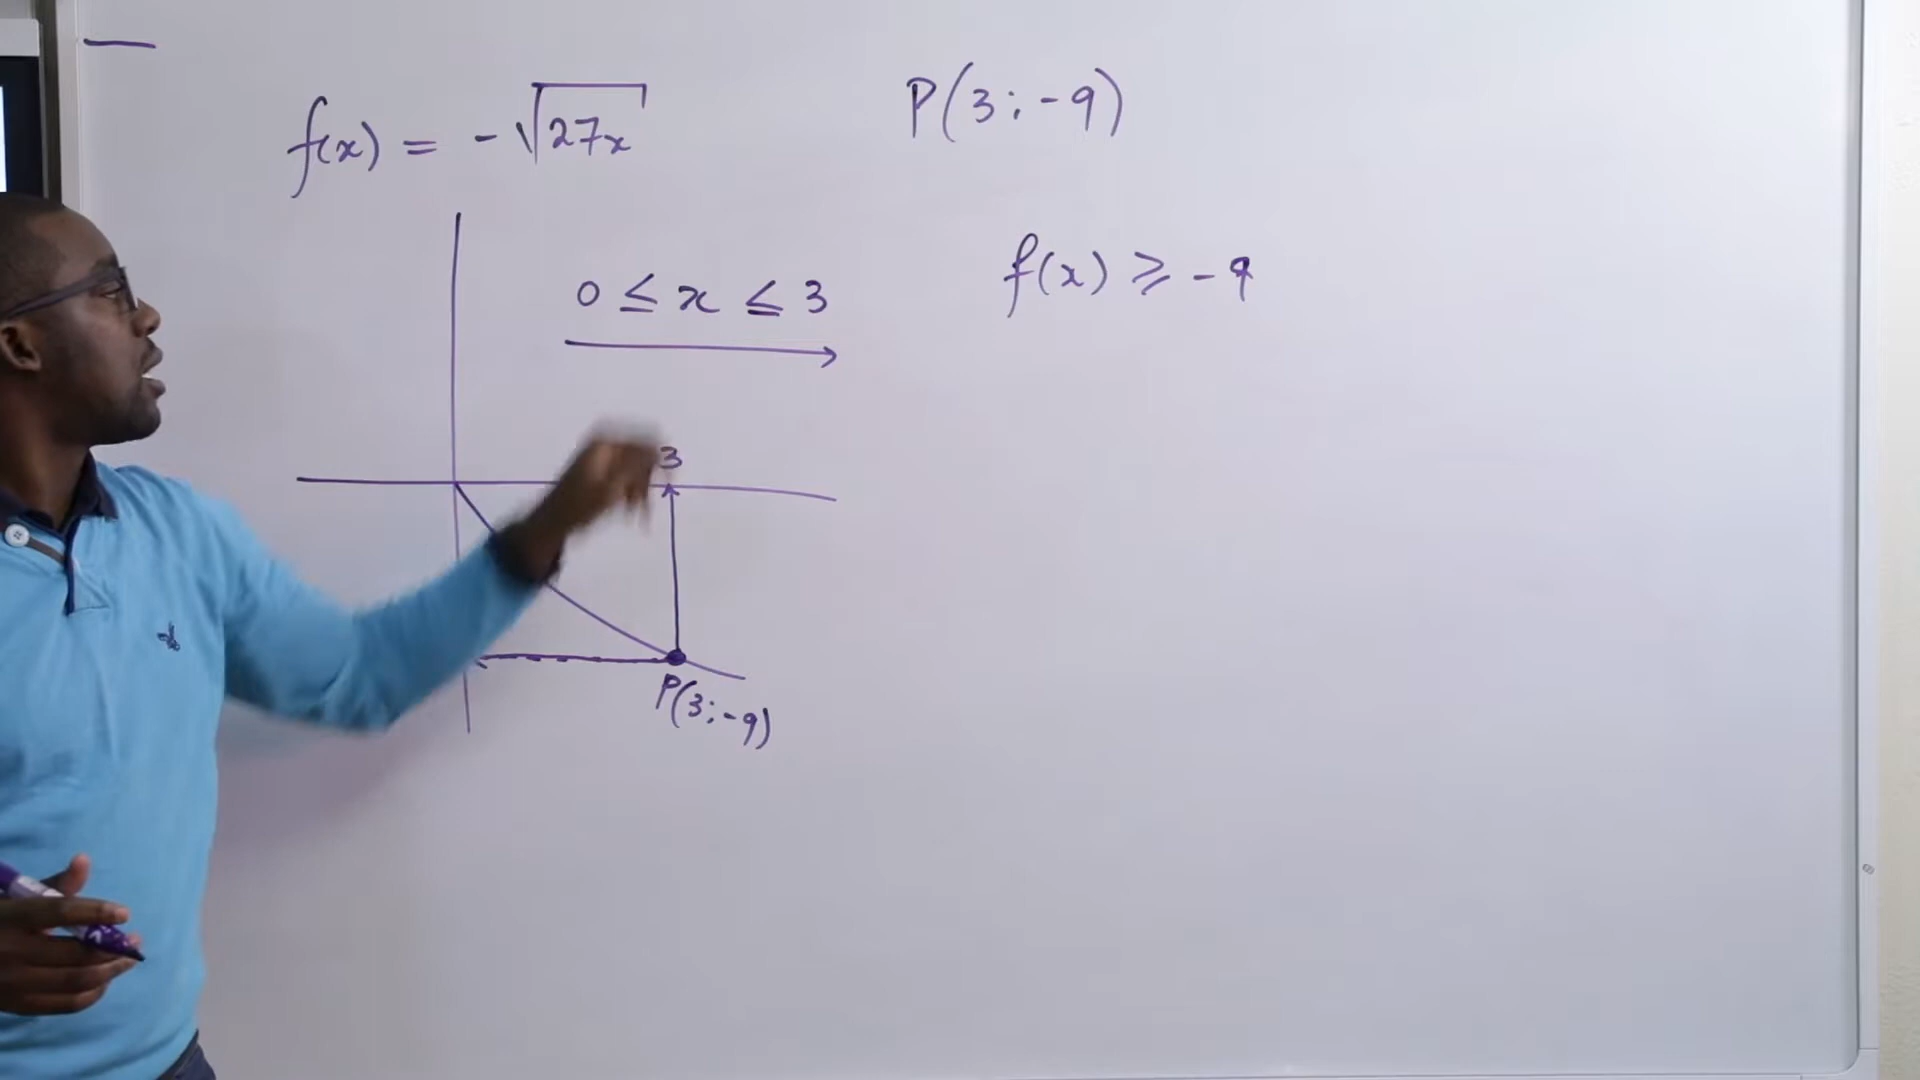 f(x) = -√27x
P(3;-9)
0 ≤ x ≤ 3
f(x) ≥ -9
3
P(3;-9)